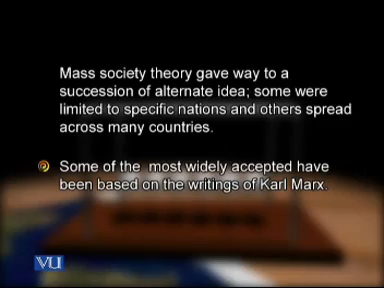 Mass society theory gave way to a
succession of alternate idea; some were
limited to specific nations and others spread
across many countries.
Some of the most widely accepted have
been based on the writings of Karl Marx.
VU